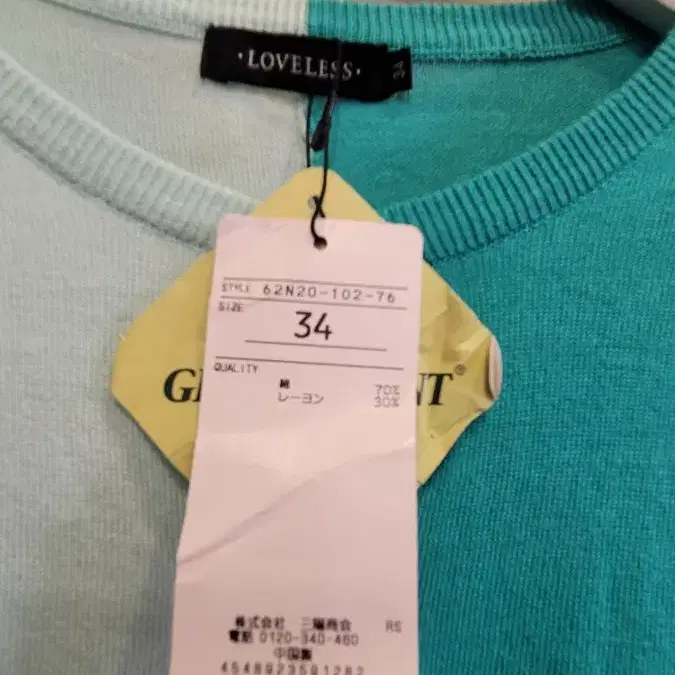 ·LOVELESS·
34
STYLE 62N20-102-76
SIZE
34
QUALITY
綿 70%
レーヨン 30%
株式会社 三陽商会 RS
電話 0120-340-460
中国製